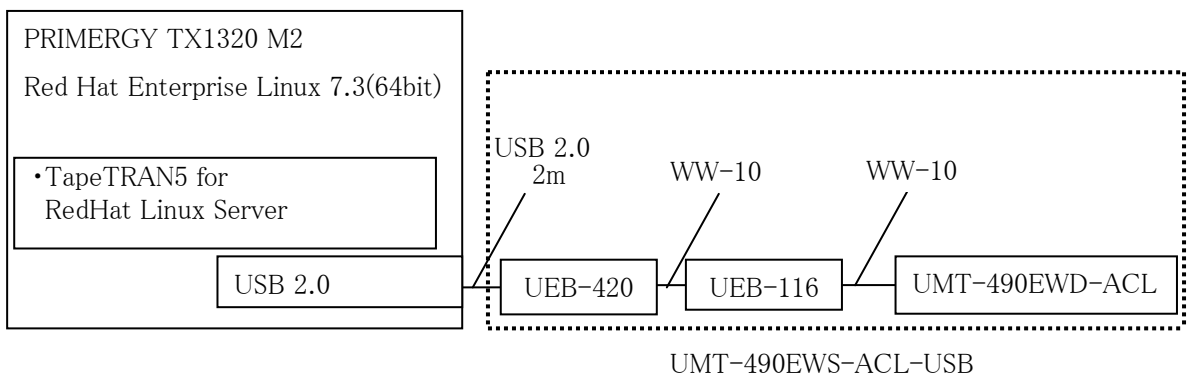 PRIMERGY TX1320 M2
Red Hat Enterprise Linux 7.3(64bit)
・TapeTRAN5 for
RedHat Linux Server
USB 2.0
USB 2.0
2m
WW-10
WW-10
UEB-420
UEB-116
UMT-490EWD-ACL
UMT-490EWS-ACL-USB